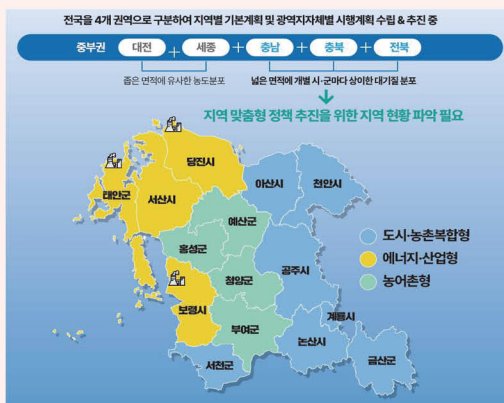 전국을 4개 권역으로 구분하여 지역별 기본계획 및 광역지자체별 시행계획 수립 & 추진 중
중부권 대전 + 세종 + 충남 + 충북 + 전북
좁은 면적에 유사한 농도분포 넓은 면적에 개별 시·군마다 상이한 대기질 분포
지역 맞춤형 정책 추진을 위한 지역 현황 파악 필요
당진시
태안군
서산시
아산시
천안시
예산군
홍성군
공주시
청양군
보령시
부여군
계룡시
논산시
서천군
금산군
도시·농촌복합형
에너지·산업형
농어촌형